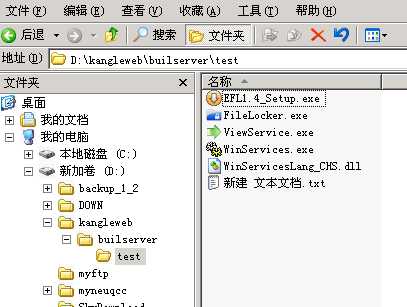 文件(F) 编辑(E) 查看(V) 收藏(A) 工具(T) 帮助(H)
后退 搜索 文件夹
地址(D) D:\kangleweb\builserver\test
文件夹
桌面
我的文档
我的电脑
本地磁盘 (C:)
新加卷 (D:)
backup_1_2
DOWN
kangleweb
builserver
test
myftp
myneuqcc
SkyDownload
名称
EFL1.4_Setup.exe
FileLocker.exe
ViewService.exe
WinServices.exe
WinServicesLang_CHS.dll
新建 文本文档.txt